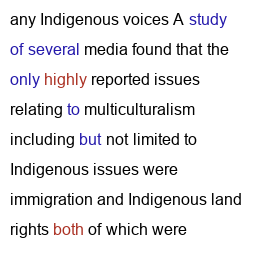 any Indigenous voices A study
of several media found that the
only highly reported issues
relating to multiculturalism
including but not limited to
Indigenous issues were
immigration and Indigenous land
rights both of which were